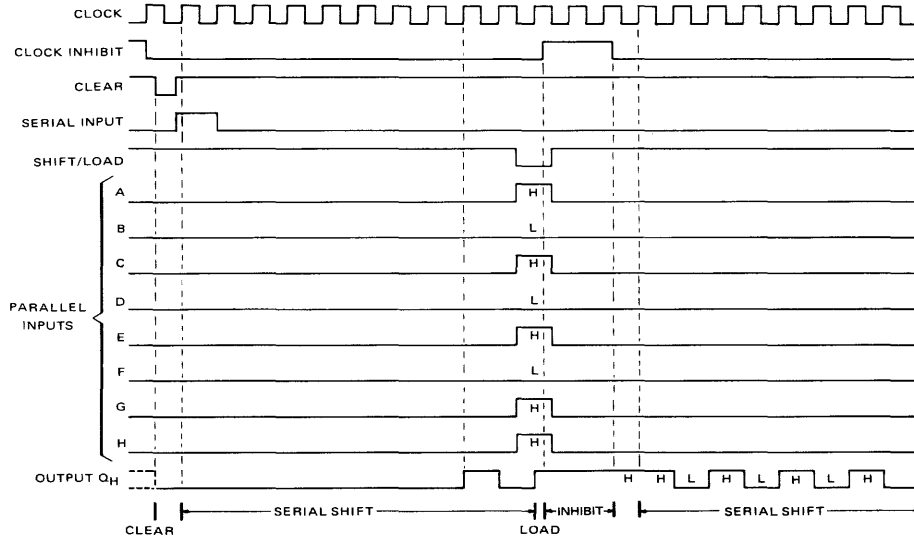 CLOCK
CLOCK INHIBIT
CLEAR
SERIAL INPUT
SHIFT/LOAD
A H
B L
C H
D L
PARALLEL INPUTS
E H
F L
G H
H H
OUTPUT QH H H L H L H L H
CLEAR SERIAL SHIFT LOAD INHIBIT SERIAL SHIFT